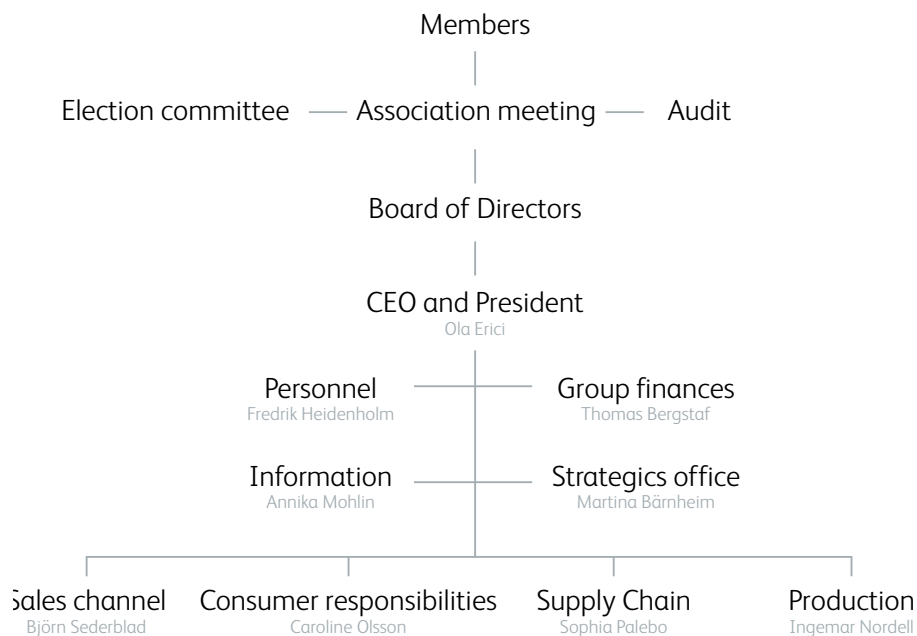 Members
Election committee Association meeting Audit
Board of Directors
CEO and President
Ola Erici
Personnel Group finances
Fredrik Heidenholm Thomas Bergstaf
Information Strategics office
Annika Mohlin Martina Bärnheim
Sales channel Consumer responsibilities Supply Chain Production
Björn Sederblad Caroline Olsson Sophia Palebo Ingemar Nordell